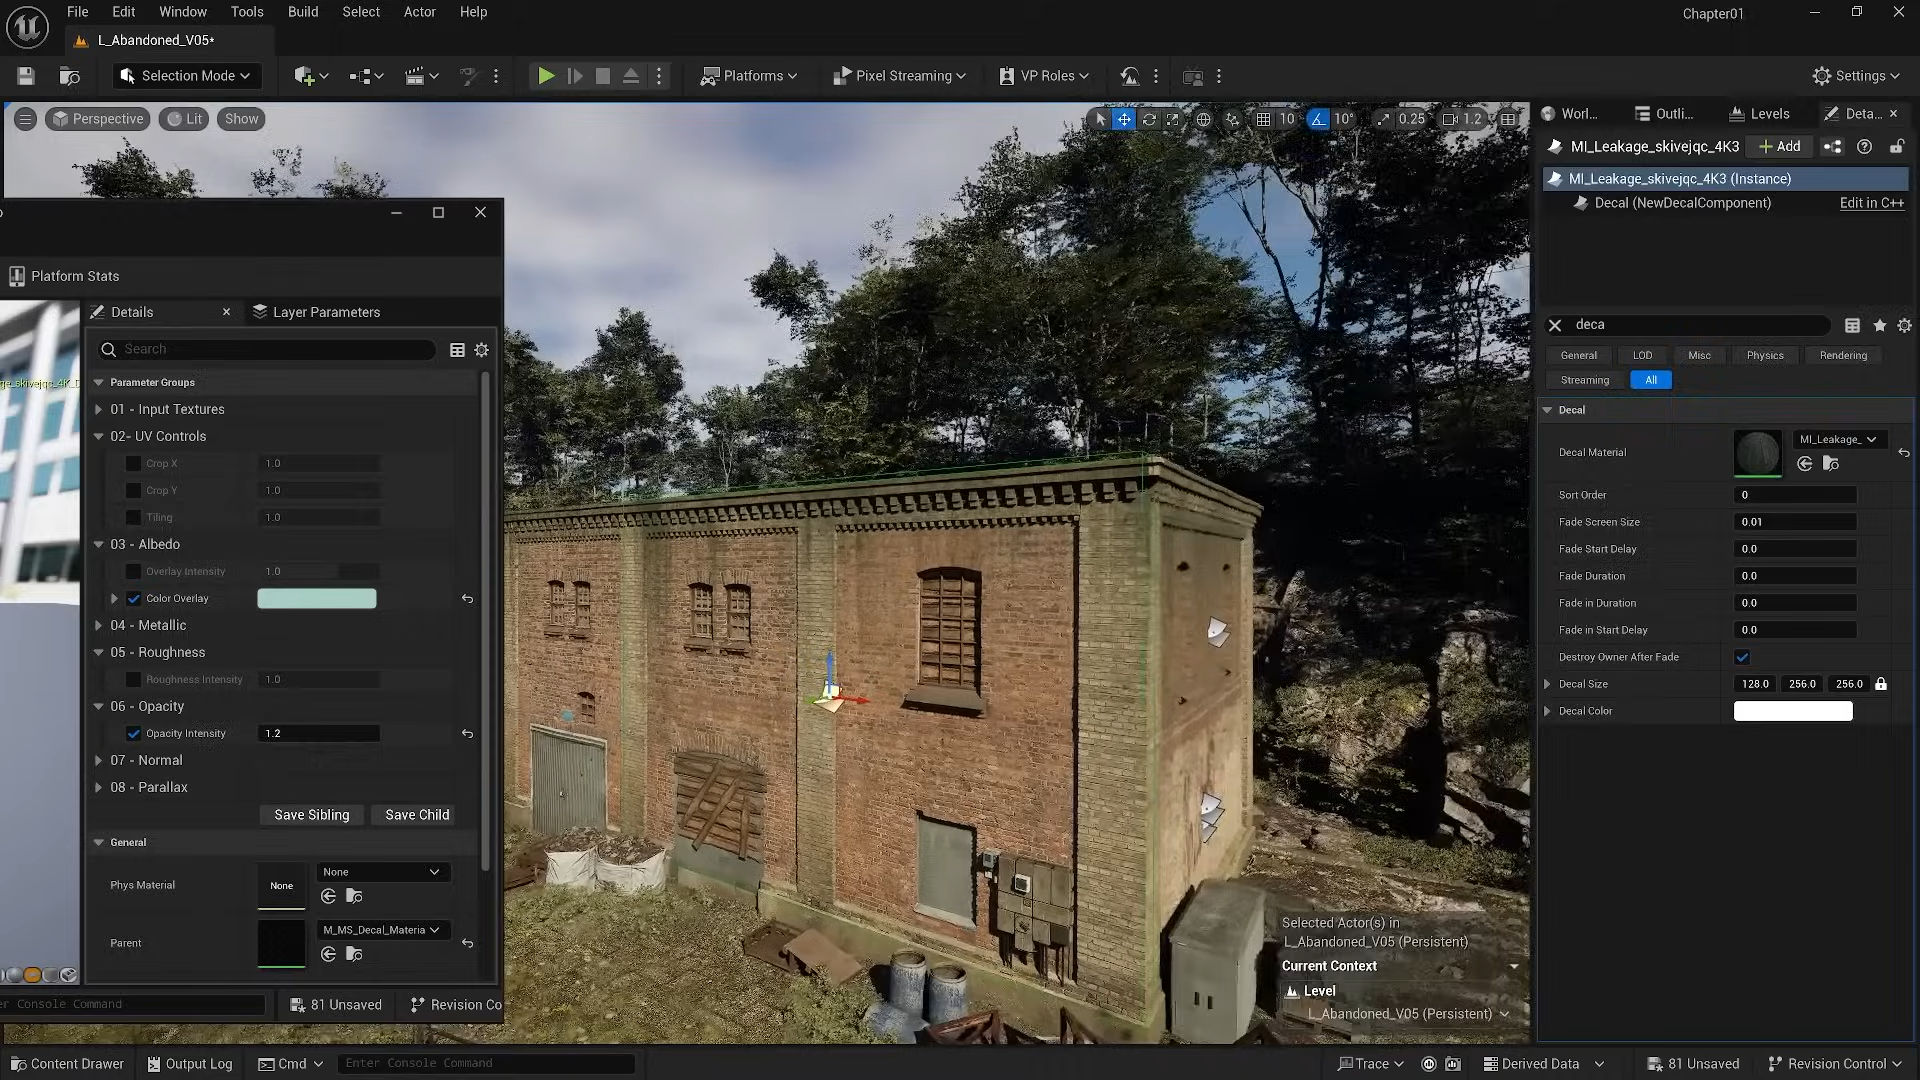 File Edit Window Tools Build Select Actor Help
Chapter01
L_Abandoned_V05*
Selection Mode
Platforms
Pixel Streaming
VP Roles
Settings
Perspective
Lit
Show
10
10°
0.25
1.2
Platform Stats
Details
Layer Parameters
Search
Parameter Groups
01 - Input Textures
02- UV Controls
Crop X 1.0
Crop Y 1.0
Tiling 1.0
03 - Albedo
Overlay Intensity 1.0
Color Overlay
04 - Metallic
05 - Roughness
Roughness Intensity 1.0
06 - Opacity
Opacity Intensity 1.2
07 - Normal
08 - Parallax
Save Sibling Save Child
General
Phys Material None None
Parent M_MS_Decal_Materia
er Console Command
81 Unsaved
Revision Co
Selected Actor(s) in
L_Abandoned_V05 (Persistent)
Current Context
Level
L_Abandoned_V05 (Persistent)
Worl...
Outli...
Levels
Deta...
MI_Leakage_skivejqc_4K3
Add
MI_Leakage_skivejqc_4K3 (Instance)
Decal (NewDecalComponent) Edit in C++
deca
General LOD Misc Physics Rendering
Streaming All
Decal
Decal Material MI_Leakage_
Sort Order 0
Fade Screen Size 0.01
Fade Start Delay 0.0
Fade Duration 0.0
Fade in Duration 0.0
Fade in Start Delay 0.0
Destroy Owner After Fade
Decal Size 128.0 256.0 256.0
Decal Color
Content Drawer
Output Log
Cmd
Enter Console Command
Trace
Derived Data
81 Unsaved
Revision Control